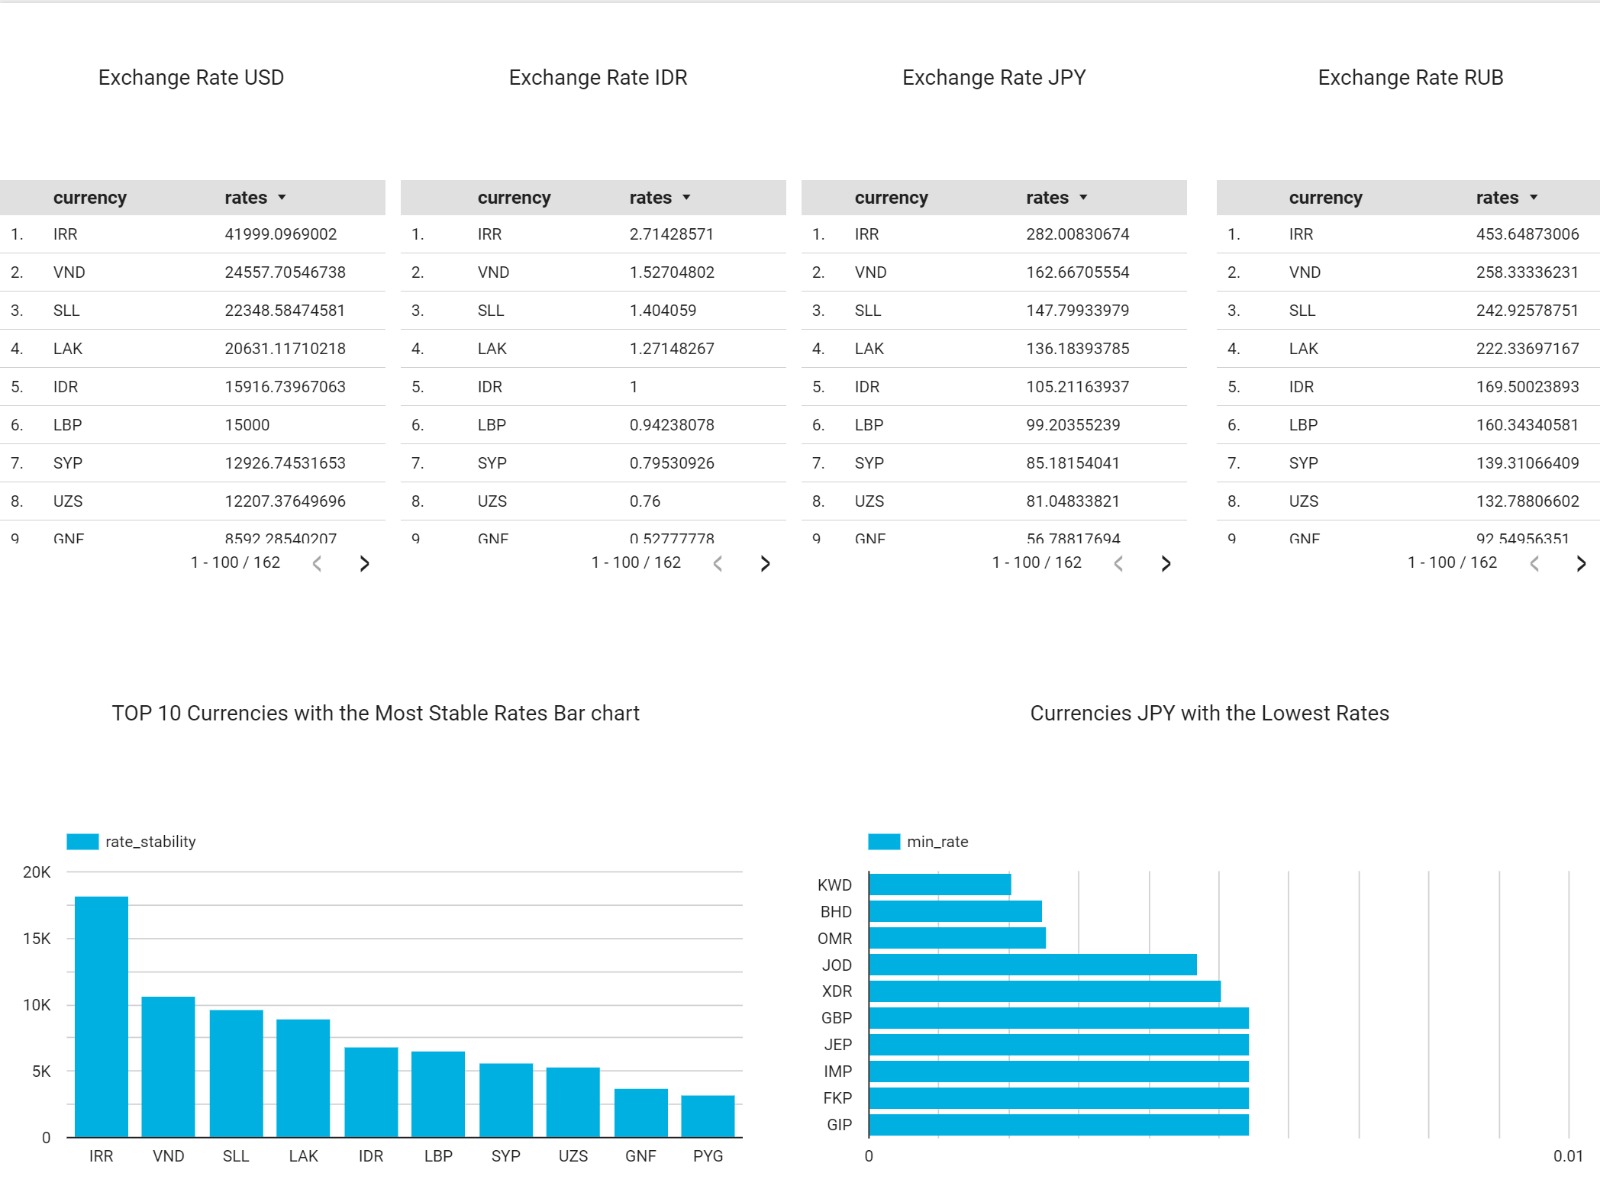 Exchange Rate USD
currency rates
1. IRR 41999.0969002
2. VND 24557.70546738
3. SLL 22348.58474581
4. LAK 20631.11710218
5. IDR 15916.73967063
6. LBP 15000
7. SYP 12926.74531653
8. UZS 12207.37649696
9 GNF 8592.28540207
1 - 100 / 162
Exchange Rate IDR
currency rates
1. IRR 2.71428571
2. VND 1.52704802
3. SLL 1.404059
4. LAK 1.27148267
5. IDR 1
6. LBP 0.94238078
7. SYP 0.79530926
8. UZS 0.76
9 GNF 0.52777778
1 - 100 / 162
Exchange Rate JPY
currency rates
1. IRR 282.00830674
2. VND 162.66705554
3. SLL 147.79933979
4. LAK 136.18393785
5. IDR 105.21163937
6. LBP 99.20355239
7. SYP 85.18154041
8. UZS 81.04833821
9 GNF 56.78817694
1 - 100 / 162
Exchange Rate RUB
currency rates
1. IRR 453.64873006
2. VND 258.33336231
3. SLL 242.92578751
4. LAK 222.33697167
5. IDR 169.50023893
6. LBP 160.34340581
7. SYP 139.31066409
8. UZS 132.78806602
9 GNF 92.54956351
1 - 100 / 162
TOP 10 Currencies with the Most Stable Rates Bar chart
rate_stability
20K
15K
10K
5K
0
IRR VND SLL LAK IDR LBP SYP UZS GNF PYG
Currencies JPY with the Lowest Rates
min_rate
KWD
BHD
OMR
JOD
XDR
GBP
JEP
IMP
FKP
GIP
0 0.01